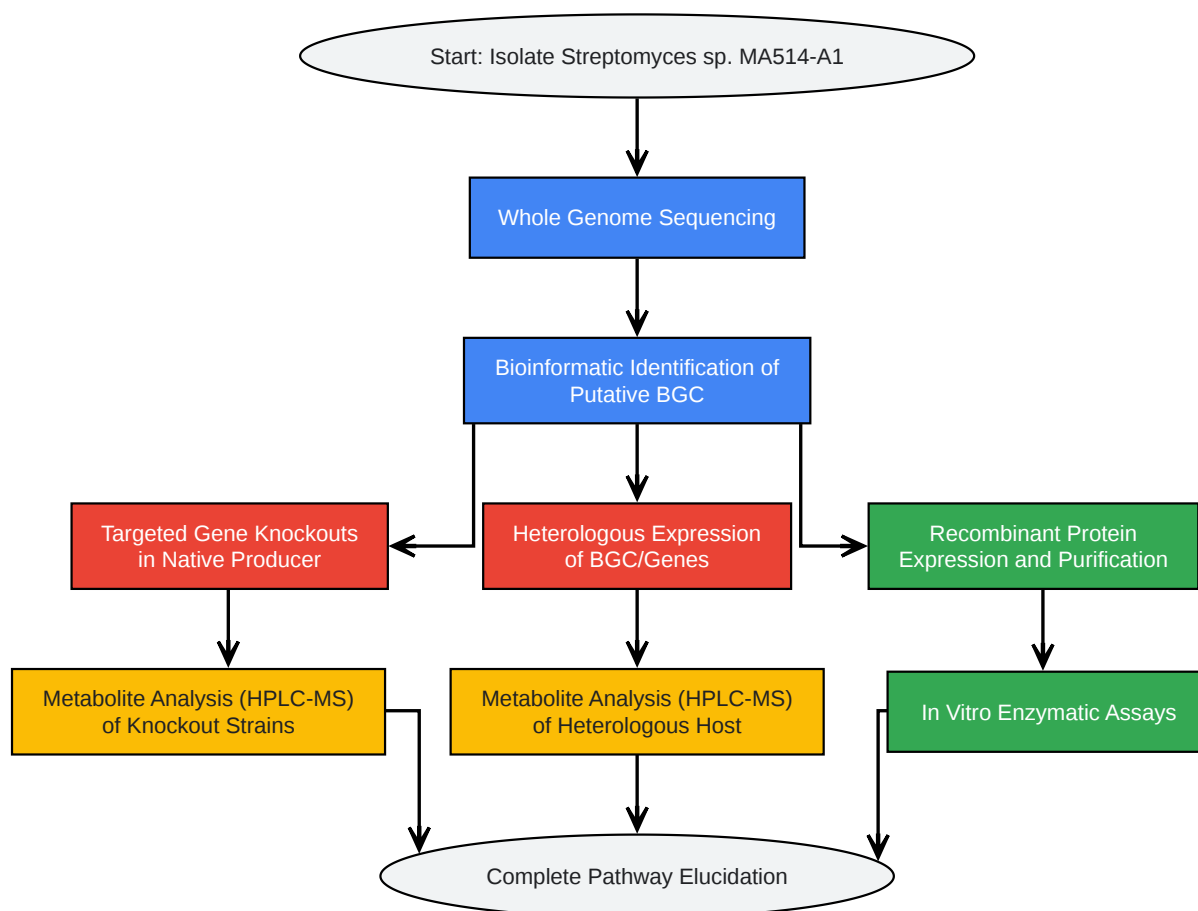 Start: Isolate Streptomyces sp. MA514-A1
Whole Genome Sequencing
Bioinformatic Identification of
Putative BGC
Targeted Gene Knockouts
in Native Producer
Heterologous Expression
of BGC/Genes
Recombinant Protein
Expression and Purification
Metabolite Analysis (HPLC-MS)
of Knockout Strains
Metabolite Analysis (HPLC-MS)
of Heterologous Host
In Vitro Enzymatic Assays
Complete Pathway Elucidation